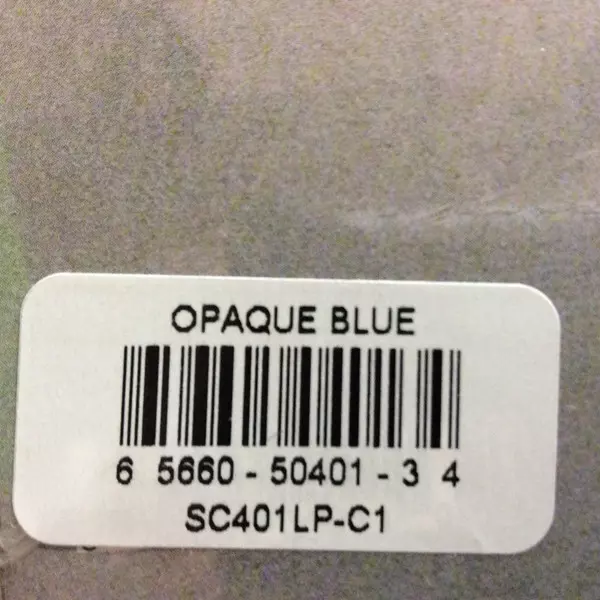 OPAQUE BLUE
6 5660 - 50401 - 3 4
SC401LP-C1